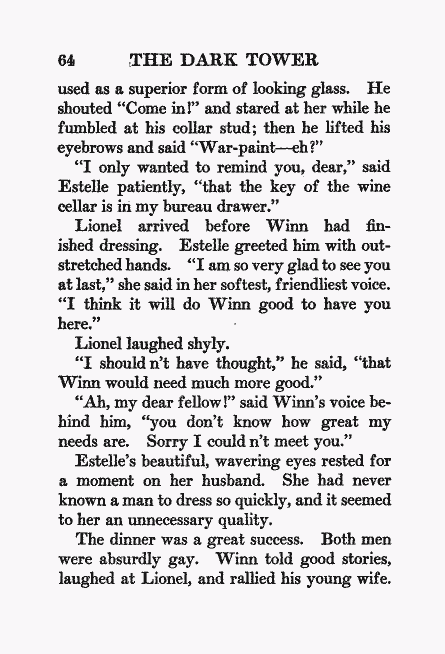 64 THE DARK TOWER
used as a superior form of looking glass. He
shouted “Come in!” and stared at her while he
fumbled at his collar stud; then he lifted his
eyebrows and said “War-paint—eh?”
“I only wanted to remind you, dear,” said
Estelle patiently, “that the key of the wine
cellar is in my bureau drawer.”
Lionel arrived before Winn had fin-
ished dressing. Estelle greeted him with out-
stretched hands. “I am so very glad to see you
at last,” she said in her softest, friendliest voice.
“I think it will do Winn good to have you
here.”
Lionel laughed shyly.
“I should n’t have thought,” he said, “that
Winn would need much more good.”
“Ah, my dear fellow!” said Winn’s voice be-
hind him, “you don’t know how great my
needs are. Sorry I could n’t meet you.”
Estelle’s beautiful, wavering eyes rested for
a moment on her husband. She had never
known a man to dress so quickly, and it seemed
to her an unnecessary quality.
The dinner was a great success. Both men
were absurdly gay. Winn told good stories,
laughed at Lionel, and rallied his young wife.